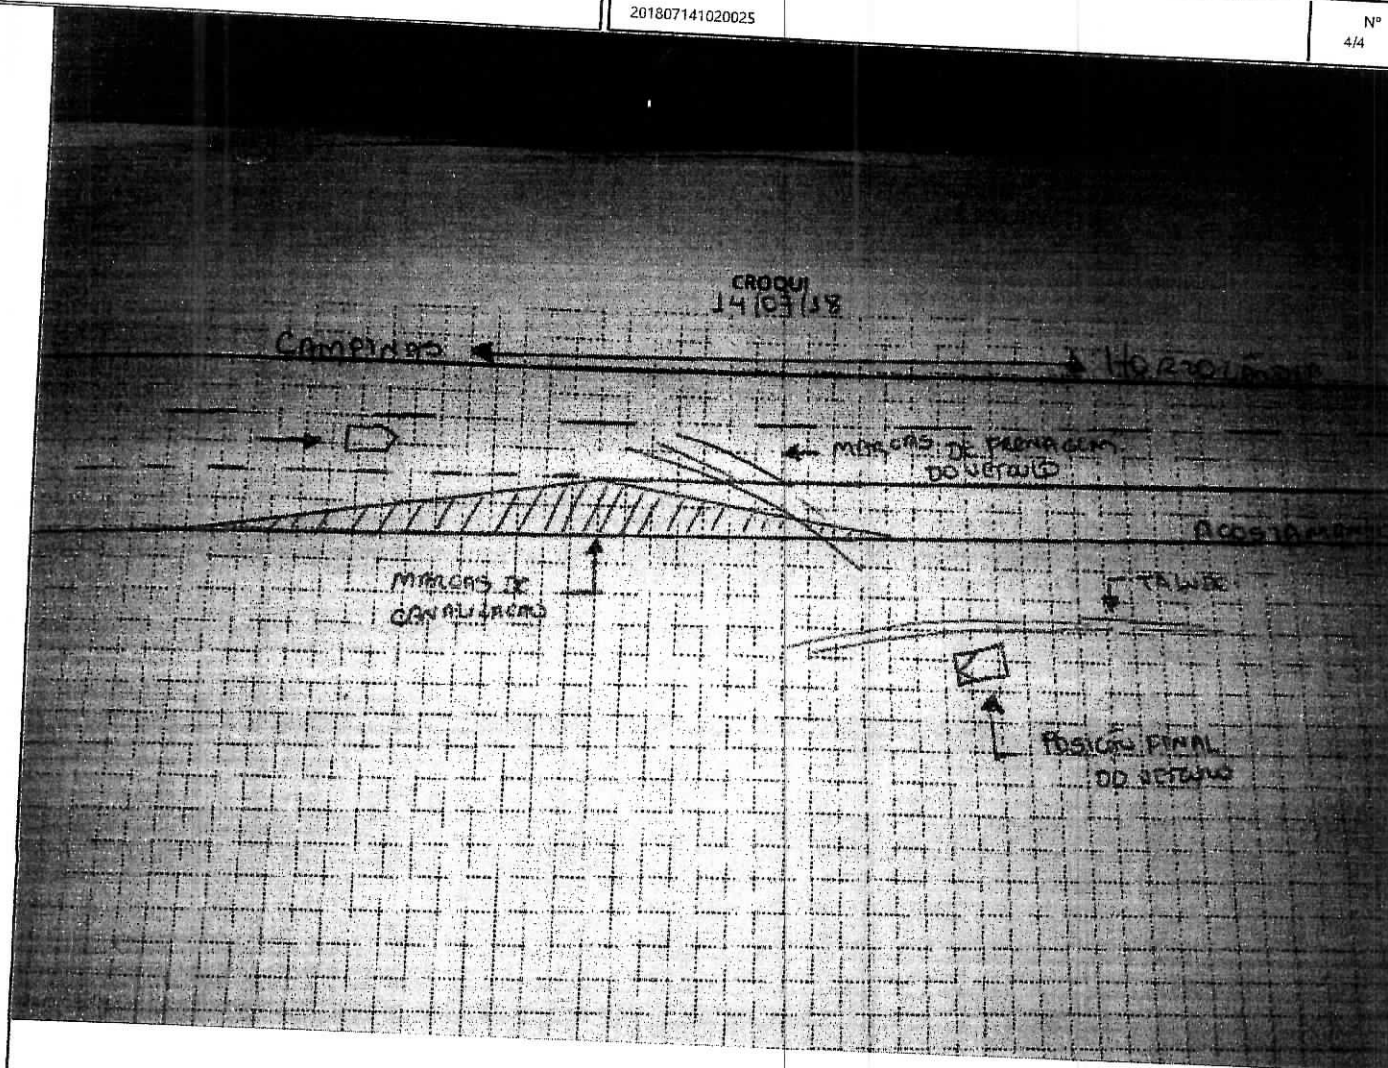 20180714102002S
Nº
4/4
CROQUI
14/07/18
CAMPINAS
HORTOLÂNDIA
MARCAS DE FRENAGEM
DO VEÍCULO
ACOSTAMENTO
MARCAS DE
CANALIZAÇÃO
TALUDE
POSIÇÃO FINAL
DO VEÍCULO